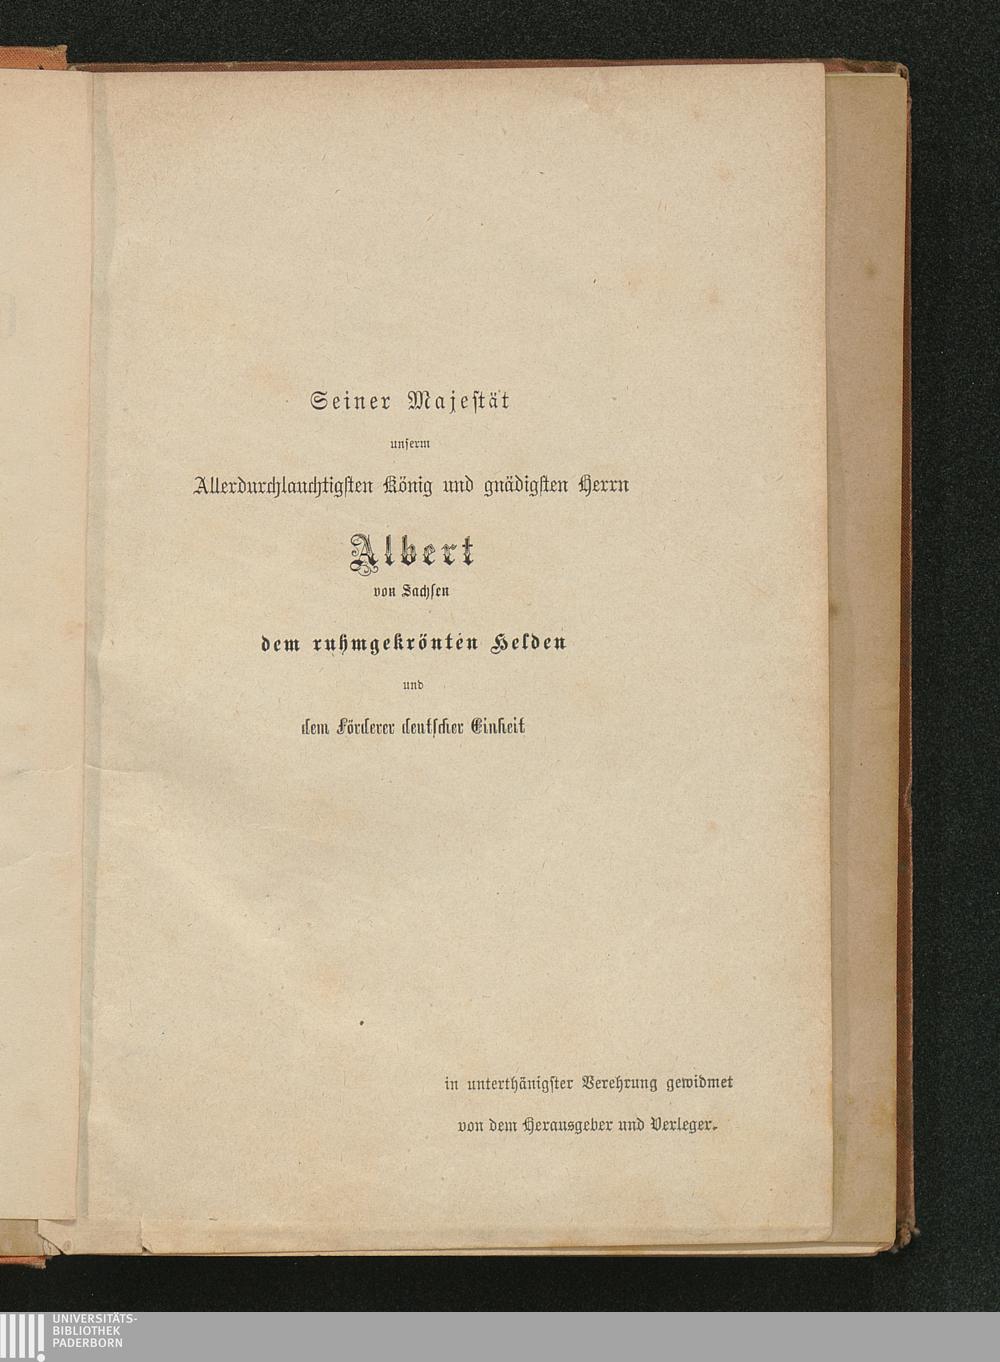 Seiner Majestät
unserm
Allerdurchlauchtigsten König und gnädigsten Herrn
Albert
von Sachsen
dem ruhmgekrönten Helden
und
dem Förderer deutscher Einheit
in unterthänigster Verehrung gewidmet
von dem Herausgeber und Verleger.
UNIVERSITÄTS-
BIBLIOTHEK
PADERBORN